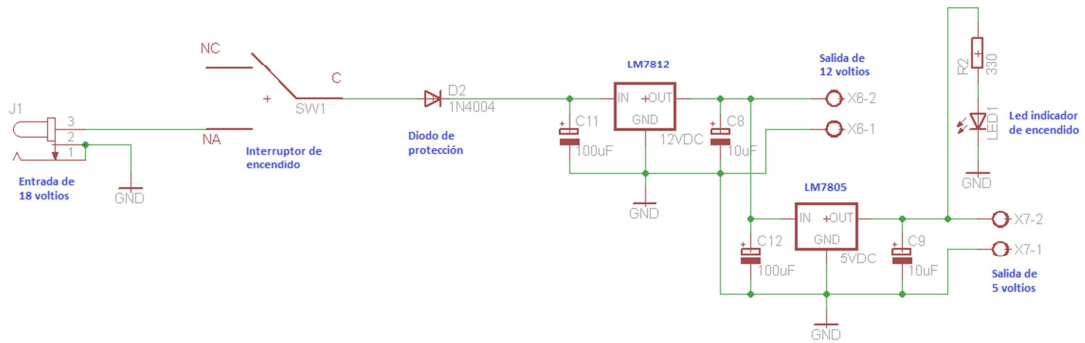 NC
C
SW1
NA
Interruptor de
encendido
J1
3
2
1
Entrada de
18 voltios
GND
D2
1N4004
Diodo de
protección
LM7812
IN
+OUT
GND
12VDC
C11
100uF
C8
10uF
GND
Salida de
12 voltios
X6-2
X6-1
R2
330
LED1
Led indicador
de encendido
GND
LM7805
IN
+OUT
GND
5VDC
C12
100uF
C9
10uF
GND
X7-2
X7-1
Salida de
5 voltios